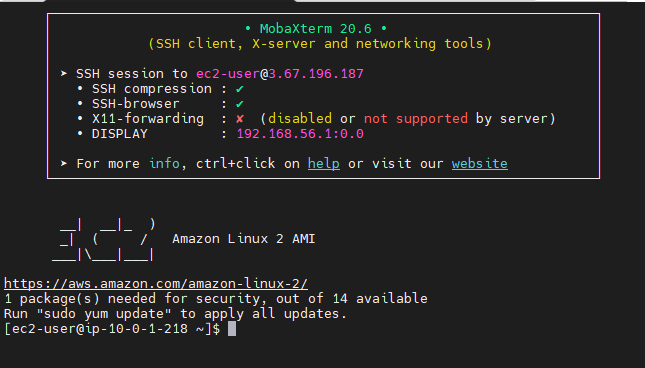 • MobaXterm 20.6 •
(SSH client, X-server and networking tools)
➤ SSH session to ec2-user@3.67.196.187
• SSH compression : ✔
• SSH-browser     : ✔
• X11-forwarding  : ✘  (disabled or not supported by server)
• DISPLAY         : 192.168.56.1:0.0
➤ For more info, ctrl+click on help or visit our website
__|  __|_  )
_|  (     /   Amazon Linux 2 AMI
___|\___|___|
https://aws.amazon.com/amazon-linux-2/
1 package(s) needed for security, out of 14 available
Run "sudo yum update" to apply all updates.
[ec2-user@ip-10-0-1-218 ~]$